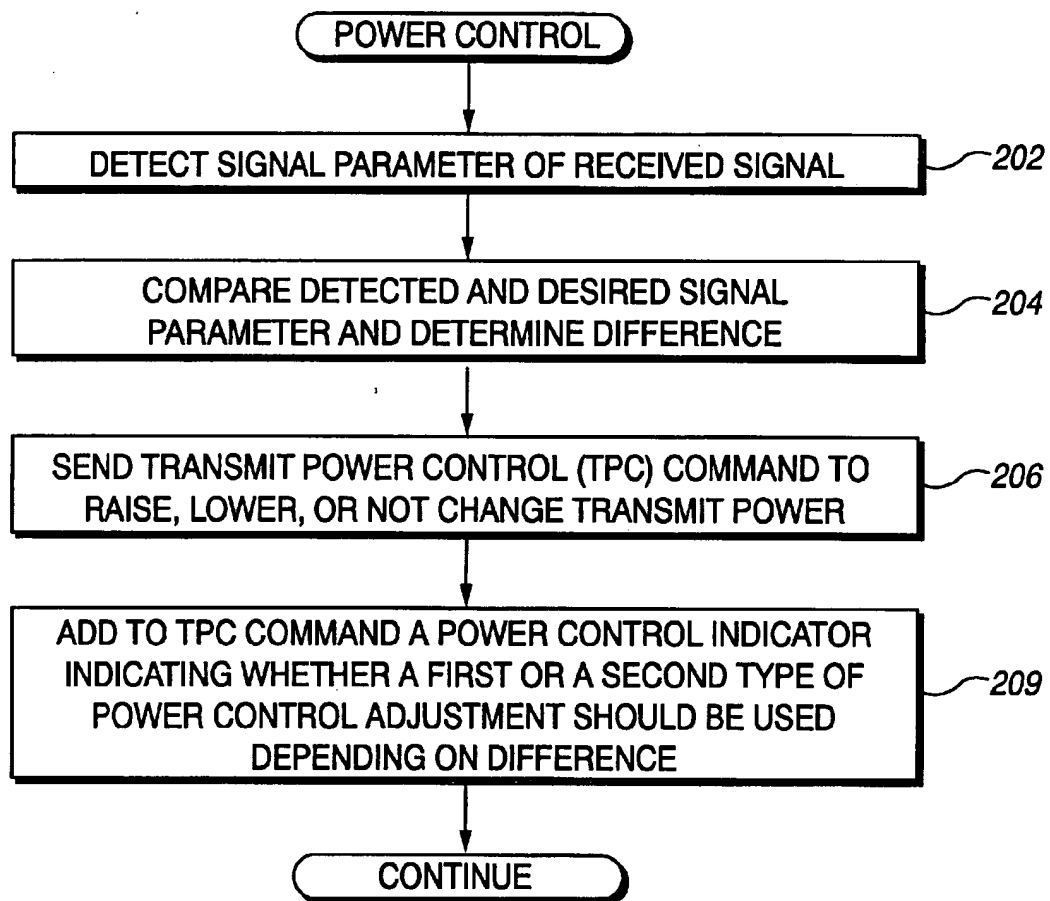 POWER CONTROL
DETECT SIGNAL PARAMETER OF RECEIVED SIGNAL
202
COMPARE DETECTED AND DESIRED SIGNAL
PARAMETER AND DETERMINE DIFFERENCE
204
SEND TRANSMIT POWER CONTROL (TPC) COMMAND TO
RAISE, LOWER, OR NOT CHANGE TRANSMIT POWER
206
ADD TO TPC COMMAND A POWER CONTROL INDICATOR
INDICATING WHETHER A FIRST OR A SECOND TYPE OF
POWER CONTROL ADJUSTMENT SHOULD BE USED
DEPENDING ON DIFFERENCE
209
CONTINUE